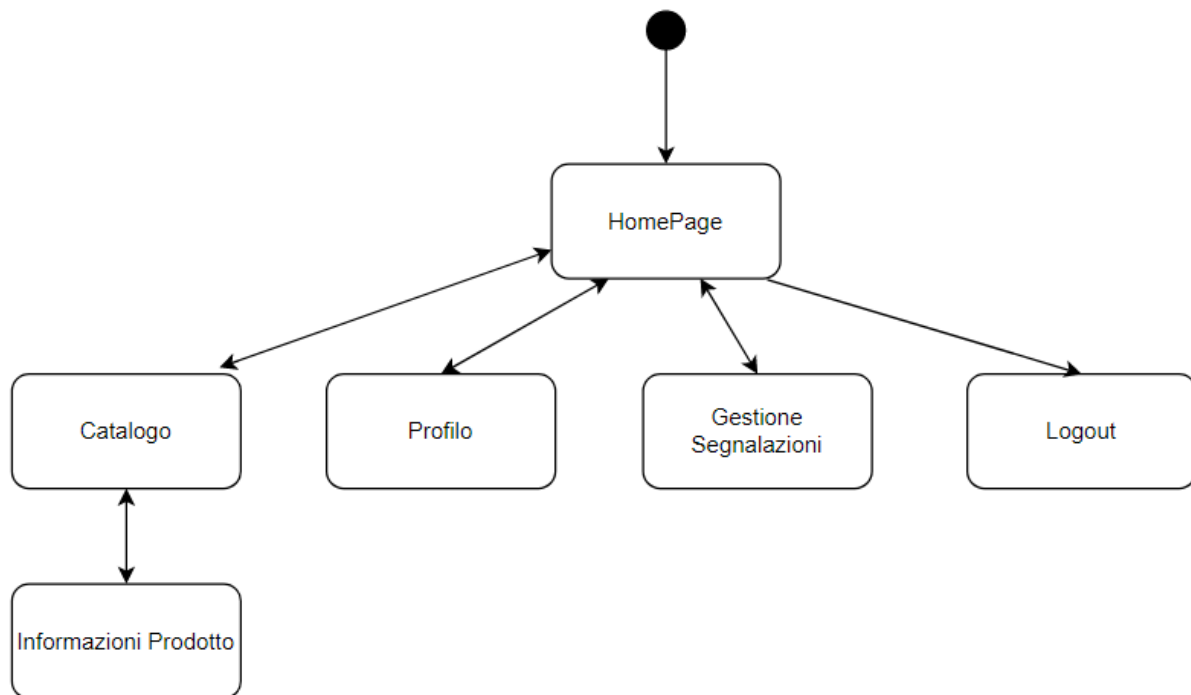 HomePage
Catalogo
Profilo
Gestione
Segnalazioni
Logout
Informazioni Prodotto